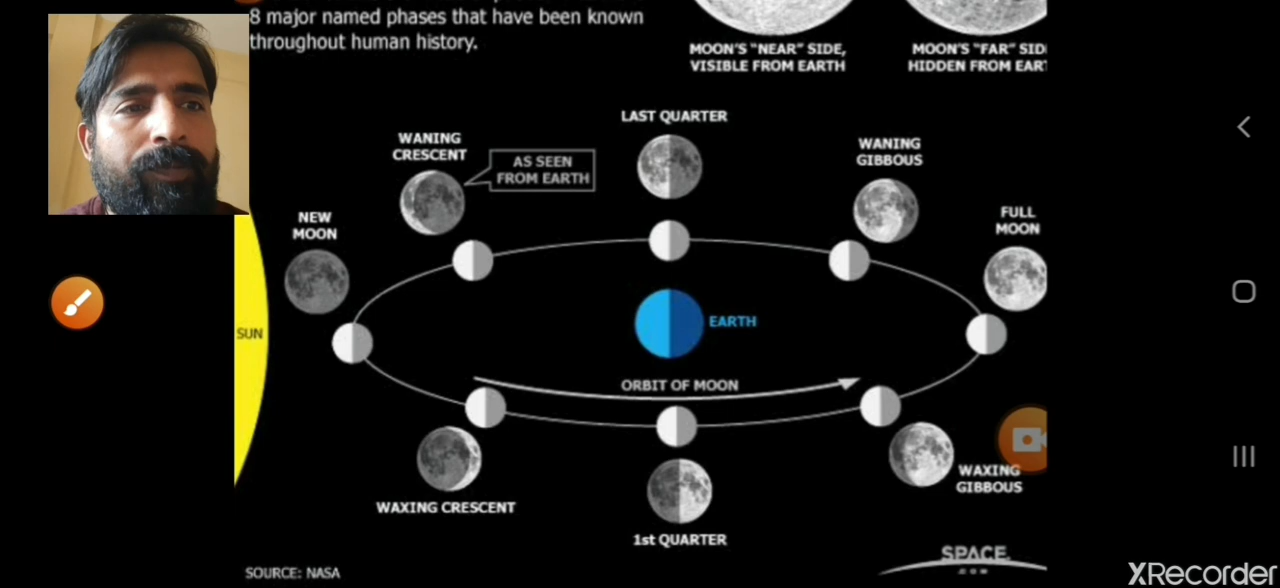 8 major named phases that have been known
throughout human history.
MOON'S "NEAR" SIDE,
VISIBLE FROM EARTH
MOON'S "FAR" SID
HIDDEN FROM EAR
LAST QUARTER
WANING
CRESCENT
AS SEEN
FROM EARTH
WANING
GIBBOUS
NEW
MOON
FULL
MOON
SUN
EARTH
ORBIT OF MOON
WAXING CRESCENT
1st QUARTER
WAXING
GIBBOUS
SOURCE: NASA
SPACE.
.COM
XRecorder